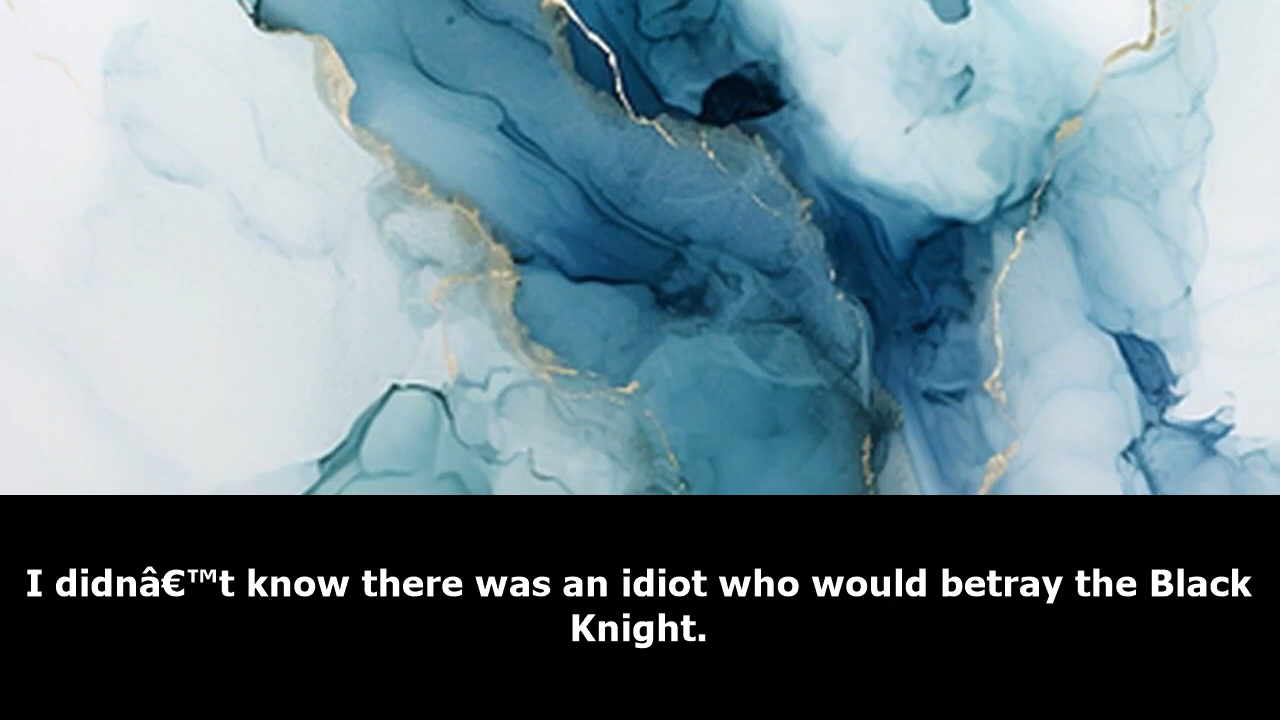 I didnâ€™t know there was an idiot who would betray the Black
Knight.